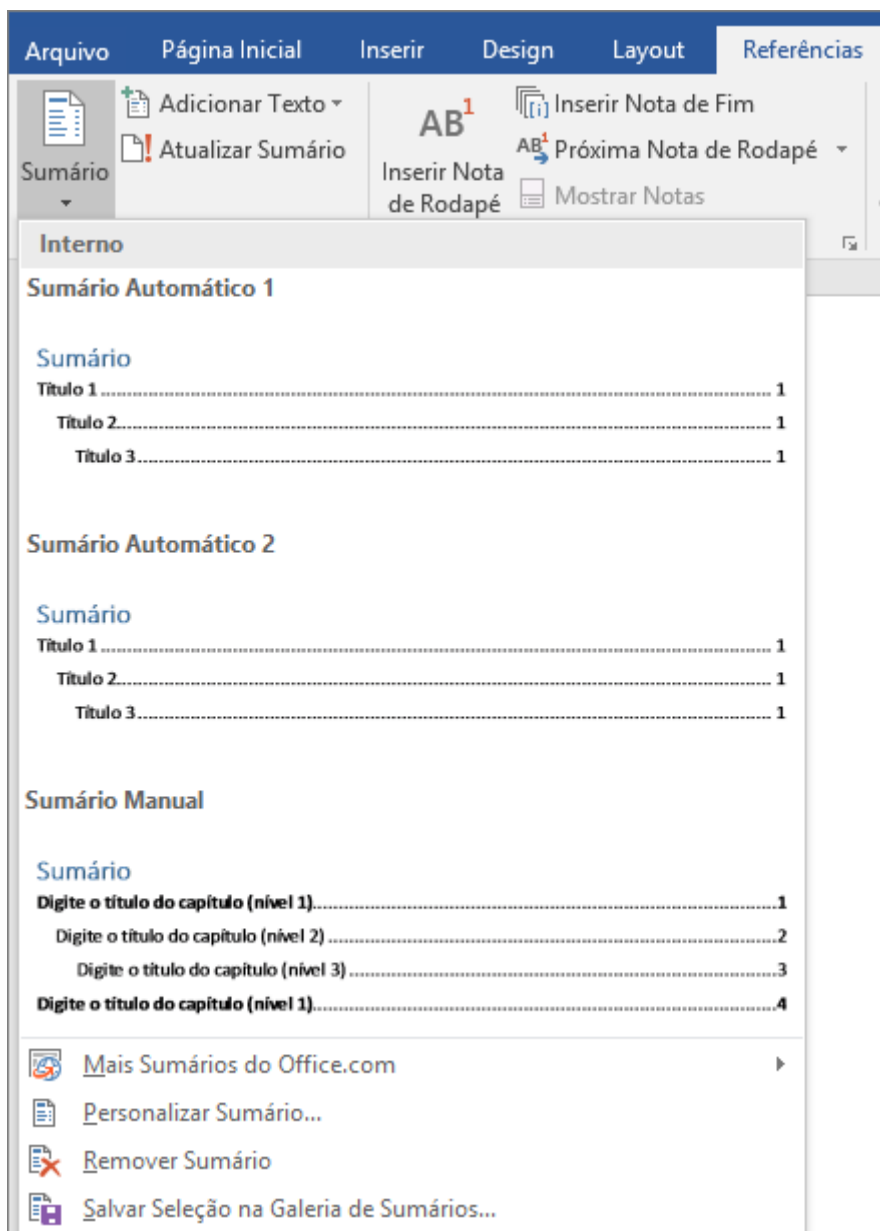 Arquivo Página Inicial Inserir Design Layout Referências
Adicionar Texto
Atualizar Sumário
Sumário
AB1
Inserir Nota
de Rodapé
[i] Inserir Nota de Fim
AB1 Próxima Nota de Rodapé
Mostrar Notas
Interno
Sumário Automático 1
Sumário
Título 1 1
Título 2 1
Título 3 1
Sumário Automático 2
Sumário
Título 1 1
Título 2 1
Título 3 1
Sumário Manual
Sumário
Digite o título do capítulo (nível 1) 1
Digite o título do capítulo (nível 2) 2
Digite o título do capítulo (nível 3) 3
Digite o título do capítulo (nível 1) 4
Mais Sumários do Office.com
Personalizar Sumário...
Remover Sumário
Salvar Seleção na Galeria de Sumários...